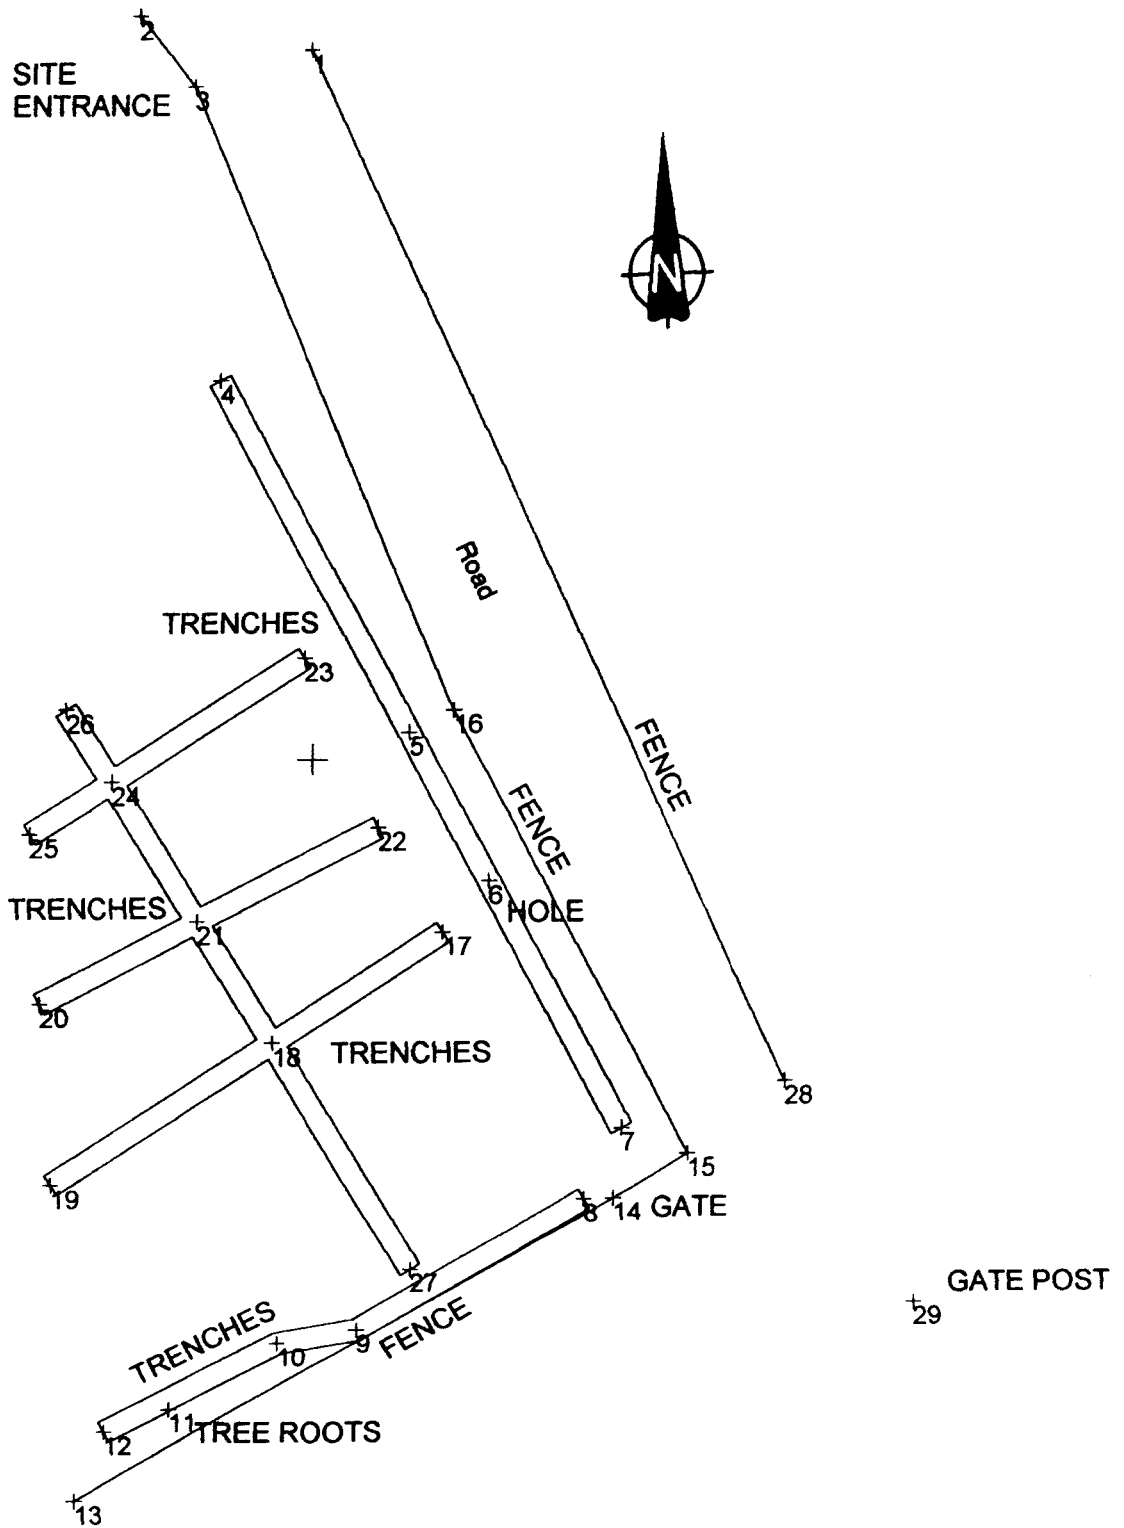 2
1
SITE
ENTRANCE
3
N
4
Road
TRENCHES
23
26
16
5
FENCE
24
FENCE
22
25
6
TRENCHES
HOLE
21
17
20
18
TRENCHES
28
7
15
19
8
14
GATE
27
GATE POST
29
TRENCHES
FENCE
9
10
11
TREE ROOTS
12
13